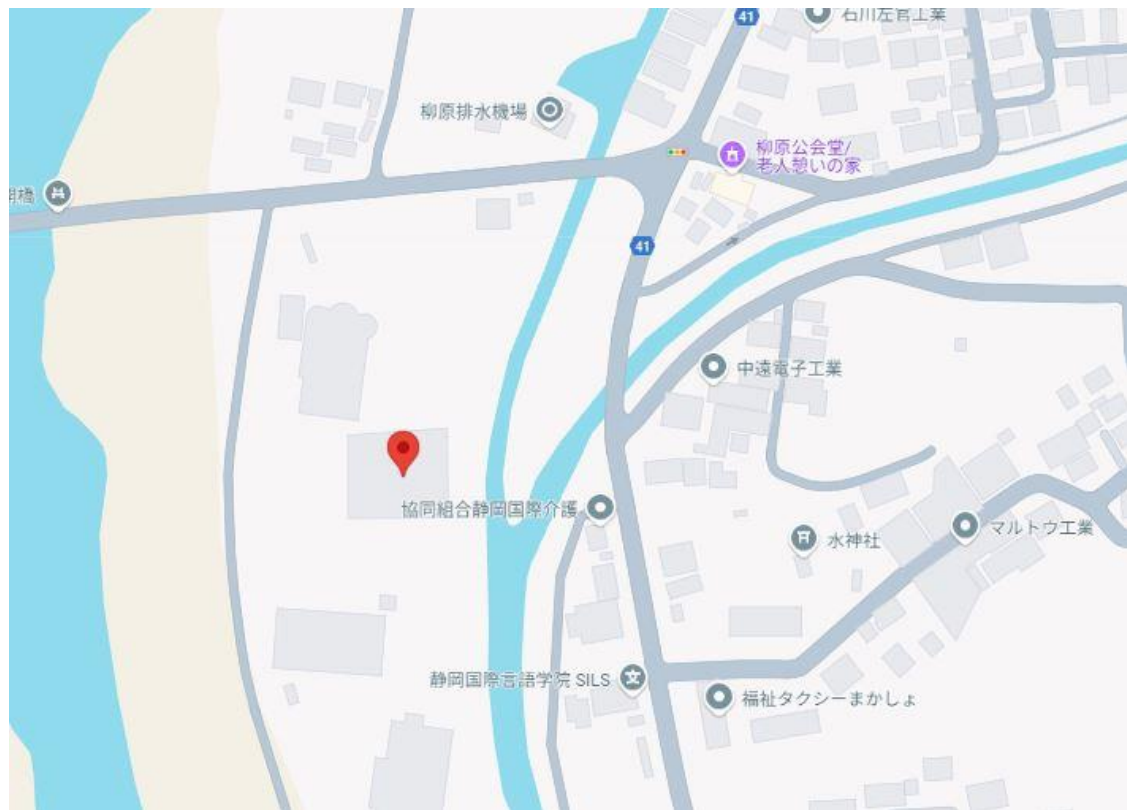 41
石川左官工業
柳原排水機場
柳原公会堂/
老人憩いの家
橋
41
中遠電子工業
協同組合静岡国際介護
水神社
マルトウ工業
静岡国際言語学院 SILS
福祉タクシーまかしょ